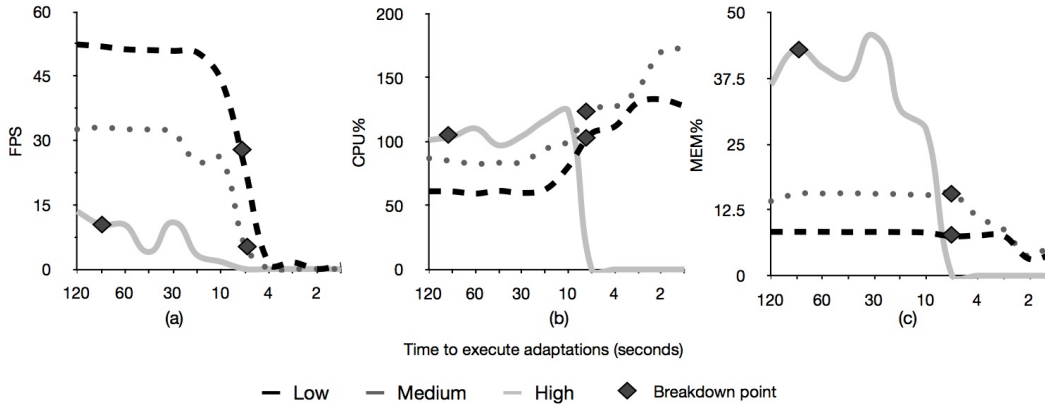 60
45
30
15
0
FPS
120 60 30 10 4 2
(a)
200
150
100
50
0
CPU%
120 60 30 10 4 2
(b)
50
37.5
25
12.5
0
MEM%
120 60 30 10 4 2
(c)
Time to execute adaptations (seconds)
Low Medium High Breakdown point